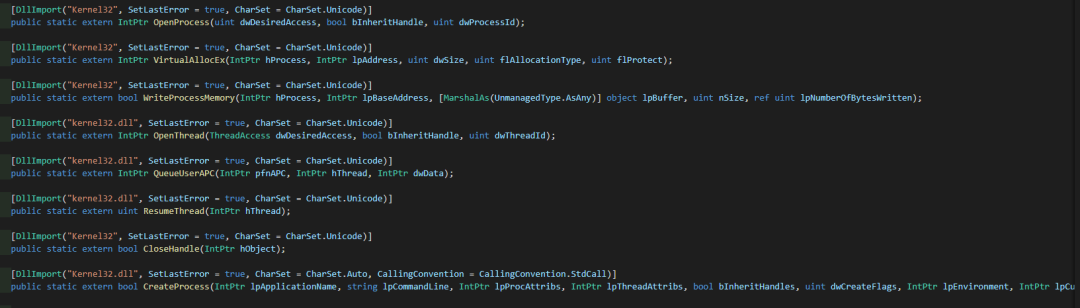 [DllImport("Kernel32", SetLastError = true, CharSet = CharSet.Unicode)]
public static extern IntPtr OpenProcess(uint dwDesiredAccess, bool bInheritHandle, uint dwProcessId);
[DllImport("Kernel32", SetLastError = true, CharSet = CharSet.Unicode)]
public static extern IntPtr VirtualAllocEx(IntPtr hProcess, IntPtr lpAddress, uint dwSize, uint flAllocationType, uint flProtect);
[DllImport("Kernel32", SetLastError = true, CharSet = CharSet.Unicode)]
public static extern bool WriteProcessMemory(IntPtr hProcess, IntPtr lpBaseAddress, [MarshalAs(UnmanagedType.AsAny)] object lpBuffer, uint nSize, ref uint lpNumberOfBytesWritten);
[DllImport("kernel32.dll", SetLastError = true, CharSet = CharSet.Unicode)]
public static extern IntPtr OpenThread(ThreadAccess dwDesiredAccess, bool bInheritHandle, uint dwThreadId);
[DllImport("kernel32.dll", SetLastError = true, CharSet = CharSet.Unicode)]
public static extern IntPtr QueueUserAPC(IntPtr pfnAPC, IntPtr hThread, IntPtr dwData);
[DllImport("kernel32.dll", SetLastError = true, CharSet = CharSet.Unicode)]
public static extern uint ResumeThread(IntPtr hThread);
[DllImport("Kernel32", SetLastError = true, CharSet = CharSet.Unicode)]
public static extern bool CloseHandle(IntPtr hObject);
[DllImport("Kernel32.dll", SetLastError = true, CharSet = CharSet.Auto, CallingConvention = CallingConvention.StdCall)]
public static extern bool CreateProcess(IntPtr lpApplicationName, string lpCommandLine, IntPtr lpProcAttribs, IntPtr lpThreadAttribs, bool bInheritHandles, uint dwCreateFlags, IntPtr lpEnvironment, IntPtr lpCu